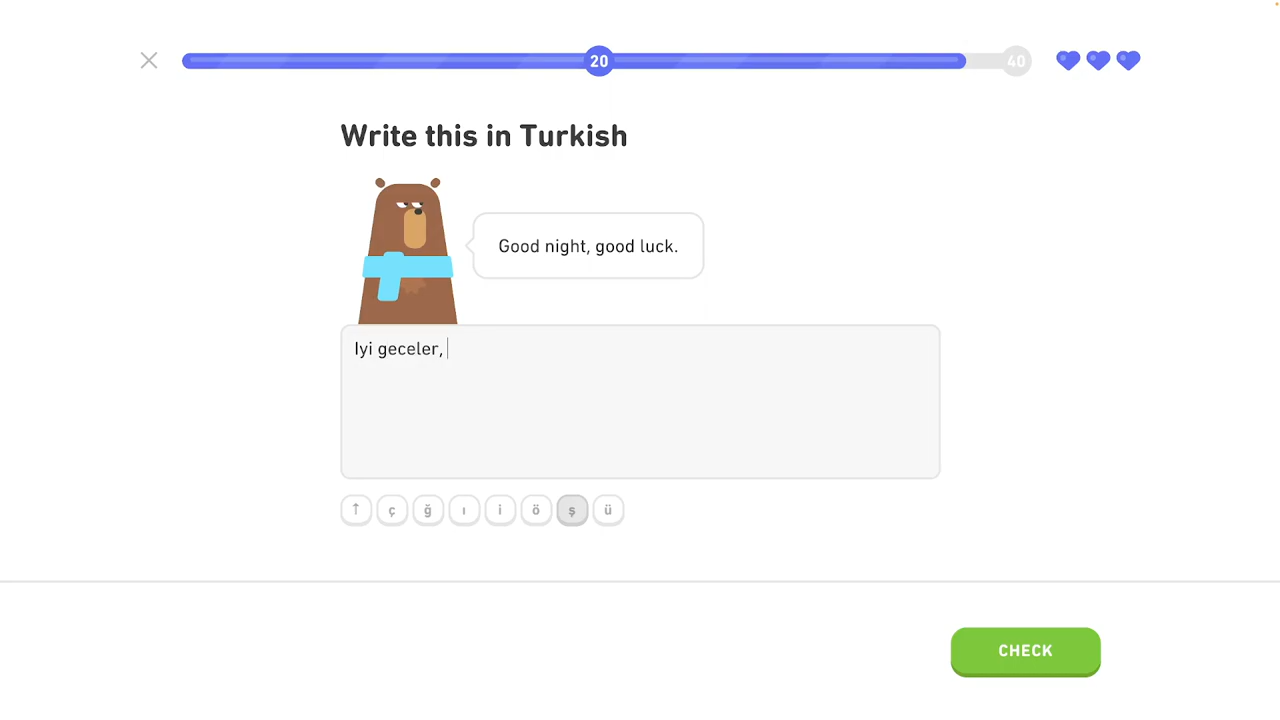 20
40
Write this in Turkish
Good night, good luck.
Iyi geceler,
↑ ç ğ ı i ö ş ü
CHECK